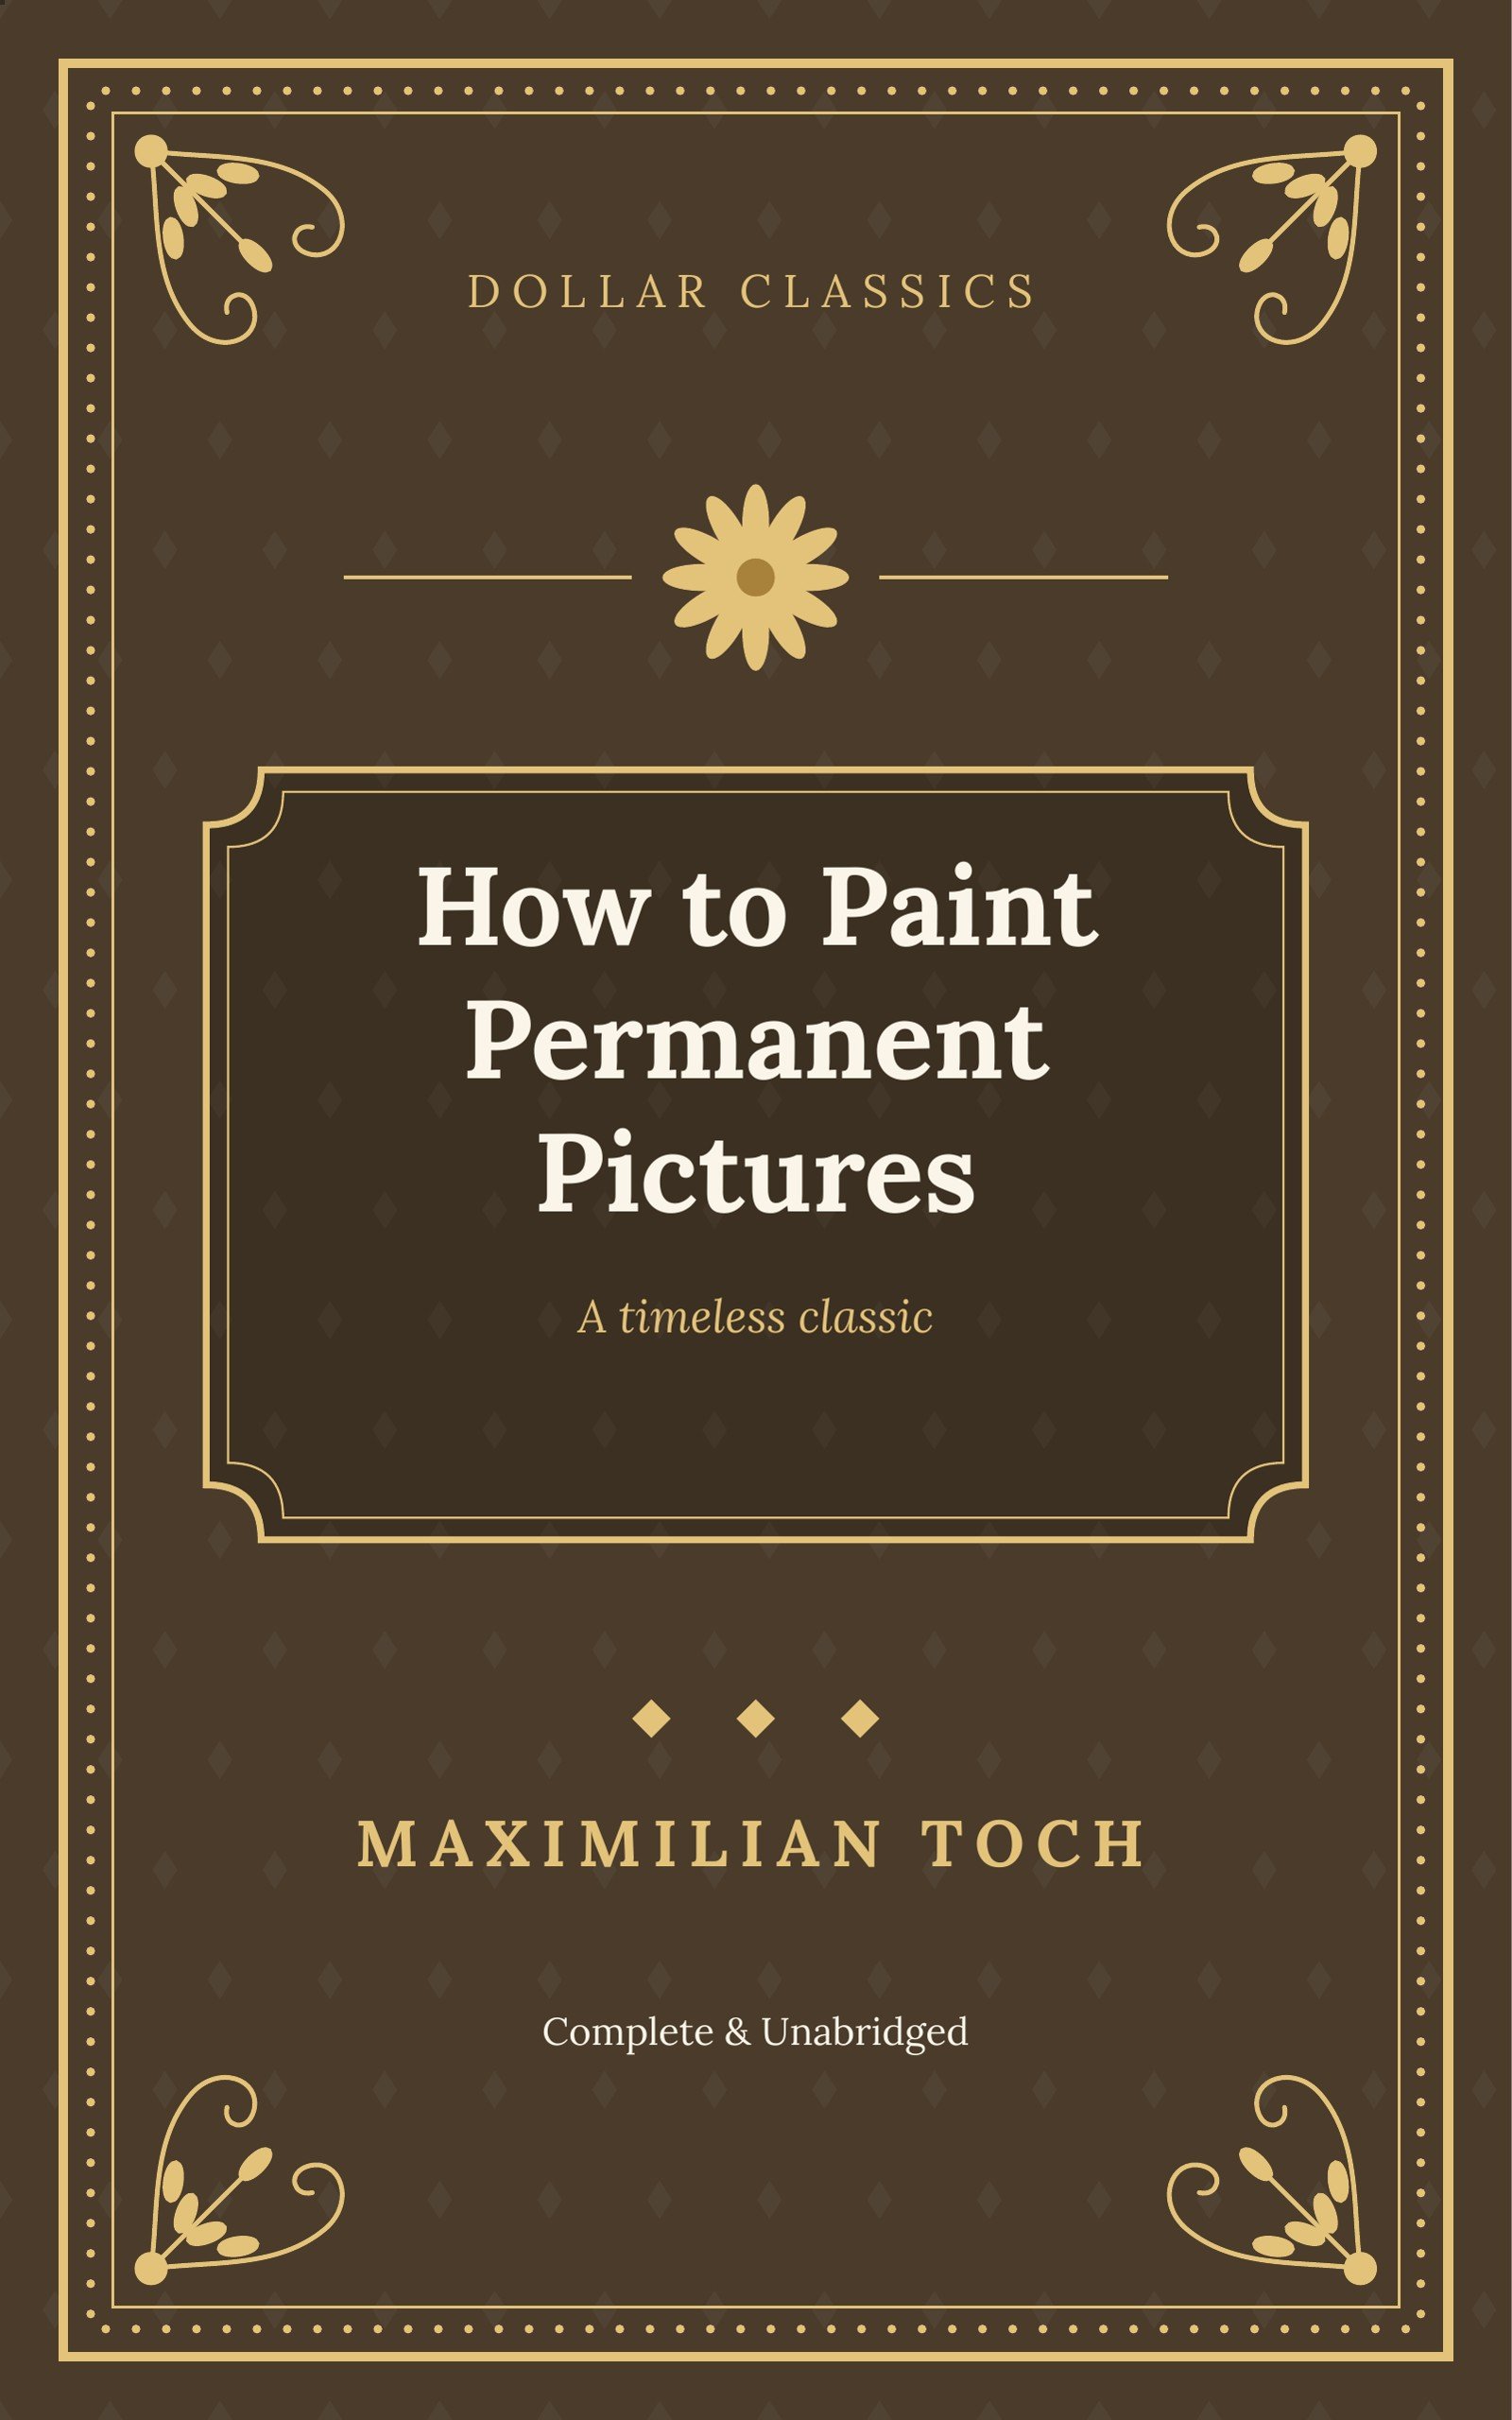 DOLLAR CLASSICS
How to Paint
Permanent
Pictures
A timeless classic
MAXIMILIAN TOCH
Complete & Unabridged